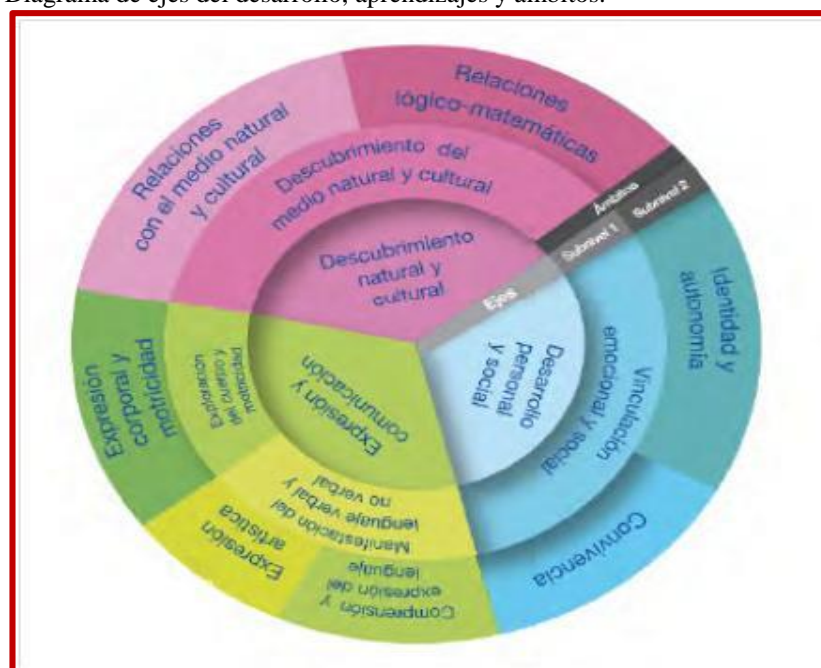 Diagrama de ejes del desarrollo, aprendizajes y ámbitos.
Relaciones
lógico-matemáticas
Relaciones
con el medio natural
y cultural
Descubrimiento del
medio natural y cultural
Descubrimiento
natural y
cultural
Ámbitos
Subnivel 2
Subnivel 1
Ejes
Identidad y
autonomía
Vinculación
emocional y social
Desarrollo
personal
y social
Convivencia
Expresión y
comunicación
Exploración
del cuerpo y
motricidad
Expresión
corporal y
motricidad
Manifestación del
lenguaje verbal y
no verbal
Expresión
artística
Comprensión y
expresión del
lenguaje